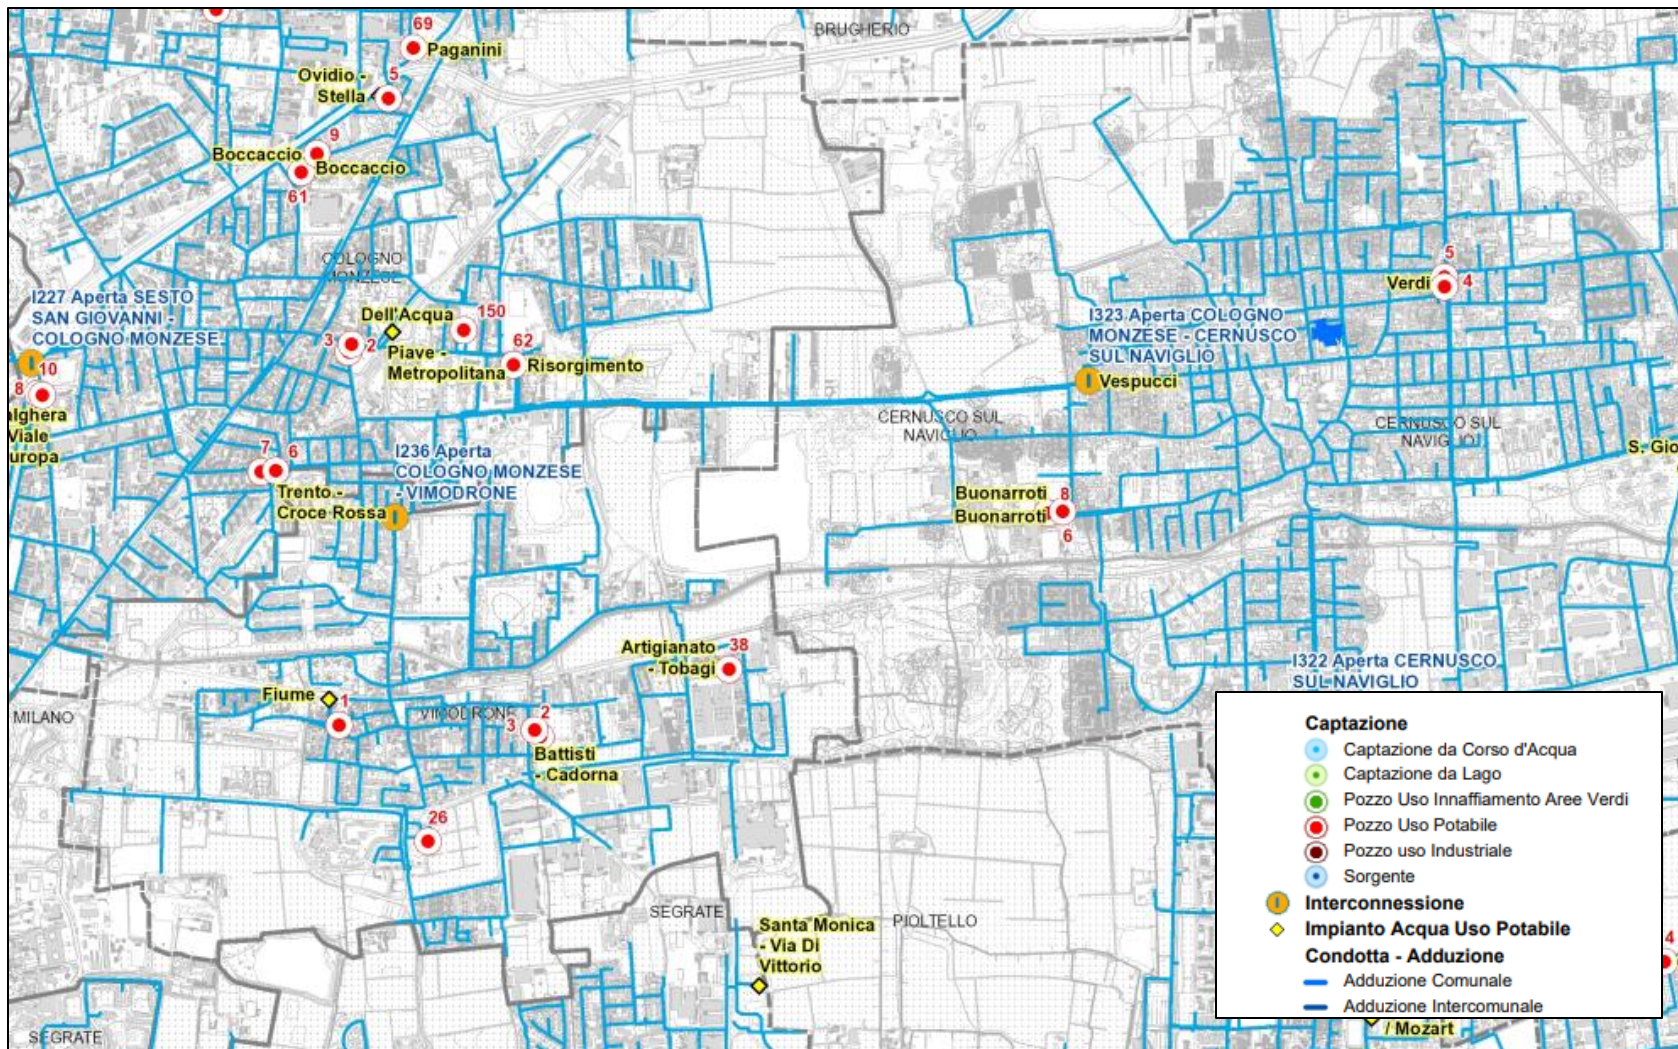 69
BRUGHERIO
Paganini
Ovidio -
Stella
5
9
Boccaccio
Boccaccio
61
COLOGNO
MONZESE
I227 Aperta SESTO
SAN GIOVANNI -
COLOGNO MONZESE
Dell'Acqua
150
3
2
Piave -
Metropolitana
62
Risorgimento
10
8
alghera
Viale
uropa
7
6
Trento -
Croce Rossa
I236 Aperta
COLOGNO MONZESE
- VIMODRONE
I323 Aperta COLOGNO
MONZESE - CERNUSCO
SUL NAVIGLIO
Vespucci
5
Verdi
4
CERNUSCO SUL
NAVIGLIO
CERNUSCO SUL
NAVIGLIO
S. Gio
Buonarroti
8
Buonarroti
6
Artigianato
- Tobagi
38
I322 Aperta CERNUSCO
SUL NAVIGLIO
Fiume
1
MILANO
VIMODRONE
3
2
Battisti
- Cadorna
26
SEGRATE
PIOLTELLO
Santa Monica
- Via Di
Vittorio
SEGRATE
Captazione
Captazione da Corso d'Acqua
Captazione da Lago
Pozzo Uso Innaffiamento Aree Verdi
Pozzo Uso Potabile
Pozzo uso Industriale
Sorgente
Interconnessione
Impianto Acqua Uso Potabile
Condotta - Adduzione
Adduzione Comunale
Adduzione Intercomunale
4
/ Mozart